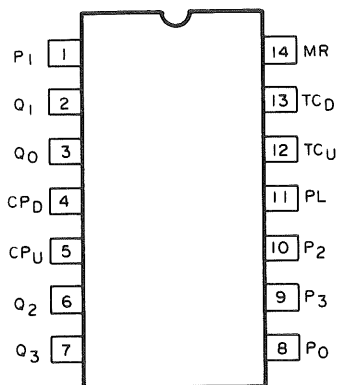 P1 1 14 MR
Q1 2 13 TCD
Q0 3 12 TCU
CPD 4 11 PL
CPU 5 10 P2
Q2 6 9 P3
Q3 7 8 P0